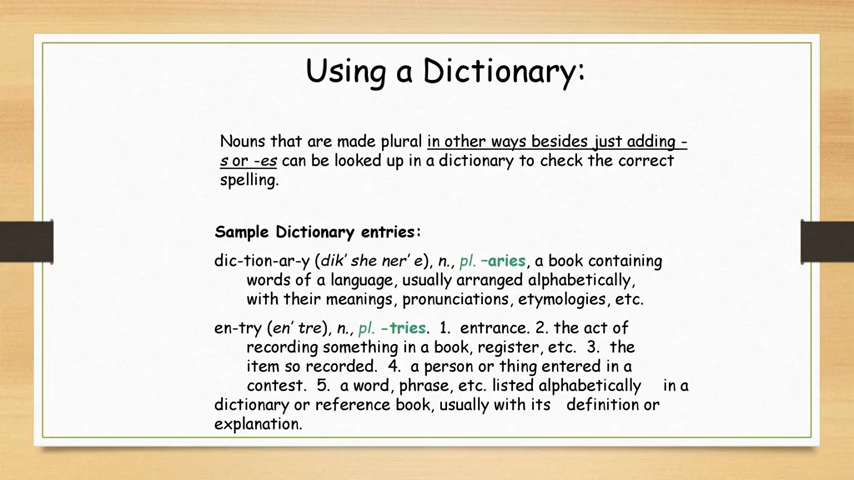 Using a Dictionary:
Nouns that are made plural in other ways besides just adding -
s or -es can be looked up in a dictionary to check the correct
spelling.
Sample Dictionary entries:
dic-tion-ar-y (dik’ she ner’ e), n., pl. –aries, a book containing
words of a language, usually arranged alphabetically,
with their meanings, pronunciations, etymologies, etc.
en-try (en’ tre), n., pl. -tries. 1. entrance. 2. the act of
recording something in a book, register, etc. 3. the
item so recorded. 4. a person or thing entered in a
contest. 5. a word, phrase, etc. listed alphabetically in a
dictionary or reference book, usually with its definition or
explanation.